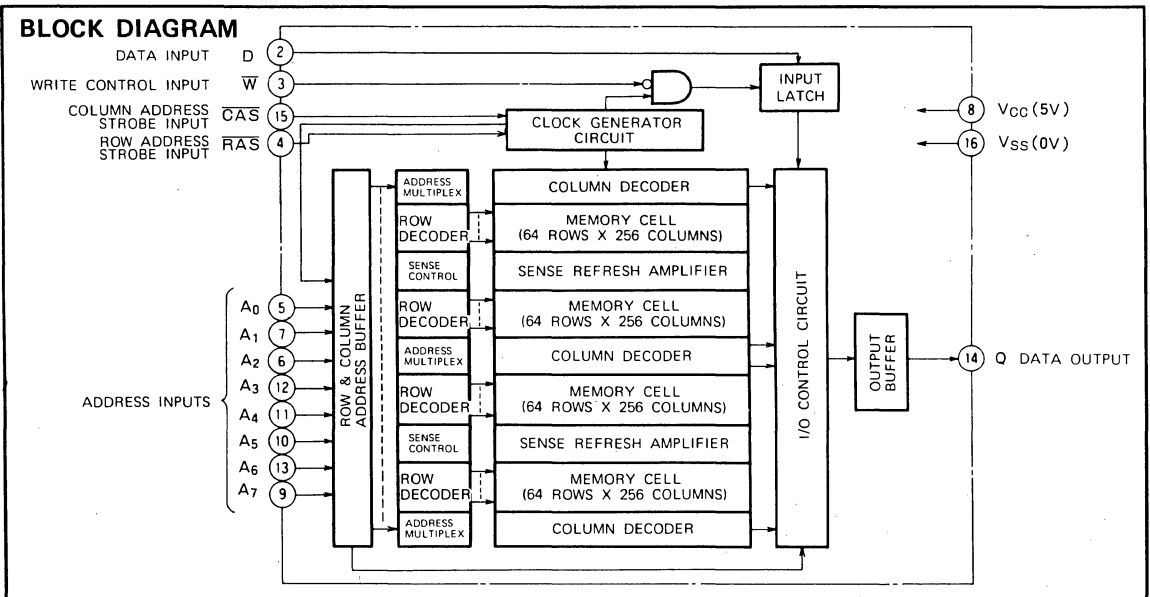 BLOCK DIAGRAM
DATA INPUT D 2
WRITE CONTROL INPUT W̅ 3
COLUMN ADDRESS
STROBE INPUT C̅A̅S̅ 15
ROW ADDRESS
STROBE INPUT R̅A̅S̅ 4
INPUT
LATCH
CLOCK GENERATOR
CIRCUIT
8 VCC (5V)
16 VSS (0V)
ADDRESS INPUTS
A0 5
A1 7
A2 6
A3 12
A4 11
A5 10
A6 13
A7 9
ROW & COLUMN
ADDRESS BUFFER
ADDRESS
MULTIPLEX
COLUMN DECODER
ROW
DECODER
MEMORY CELL
(64 ROWS X 256 COLUMNS)
SENSE
CONTROL
SENSE REFRESH AMPLIFIER
ROW
DECODER
MEMORY CELL
(64 ROWS X 256 COLUMNS)
ADDRESS
MULTIPLEX
COLUMN DECODER
ROW
DECODER
MEMORY CELL
(64 ROWS X 256 COLUMNS)
SENSE
CONTROL
SENSE REFRESH AMPLIFIER
ROW
DECODER
MEMORY CELL
(64 ROWS X 256 COLUMNS)
ADDRESS
MULTIPLEX
COLUMN DECODER
I/O CONTROL CIRCUIT
OUTPUT
BUFFER
14 Q DATA OUTPUT